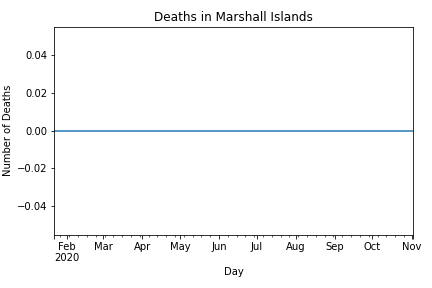 Deaths in Marshall Islands
0.04
0.02
0.00
−0.02
−0.04
Number of Deaths
Feb Mar Apr May Jun Jul Aug Sep Oct Nov
2020
Day